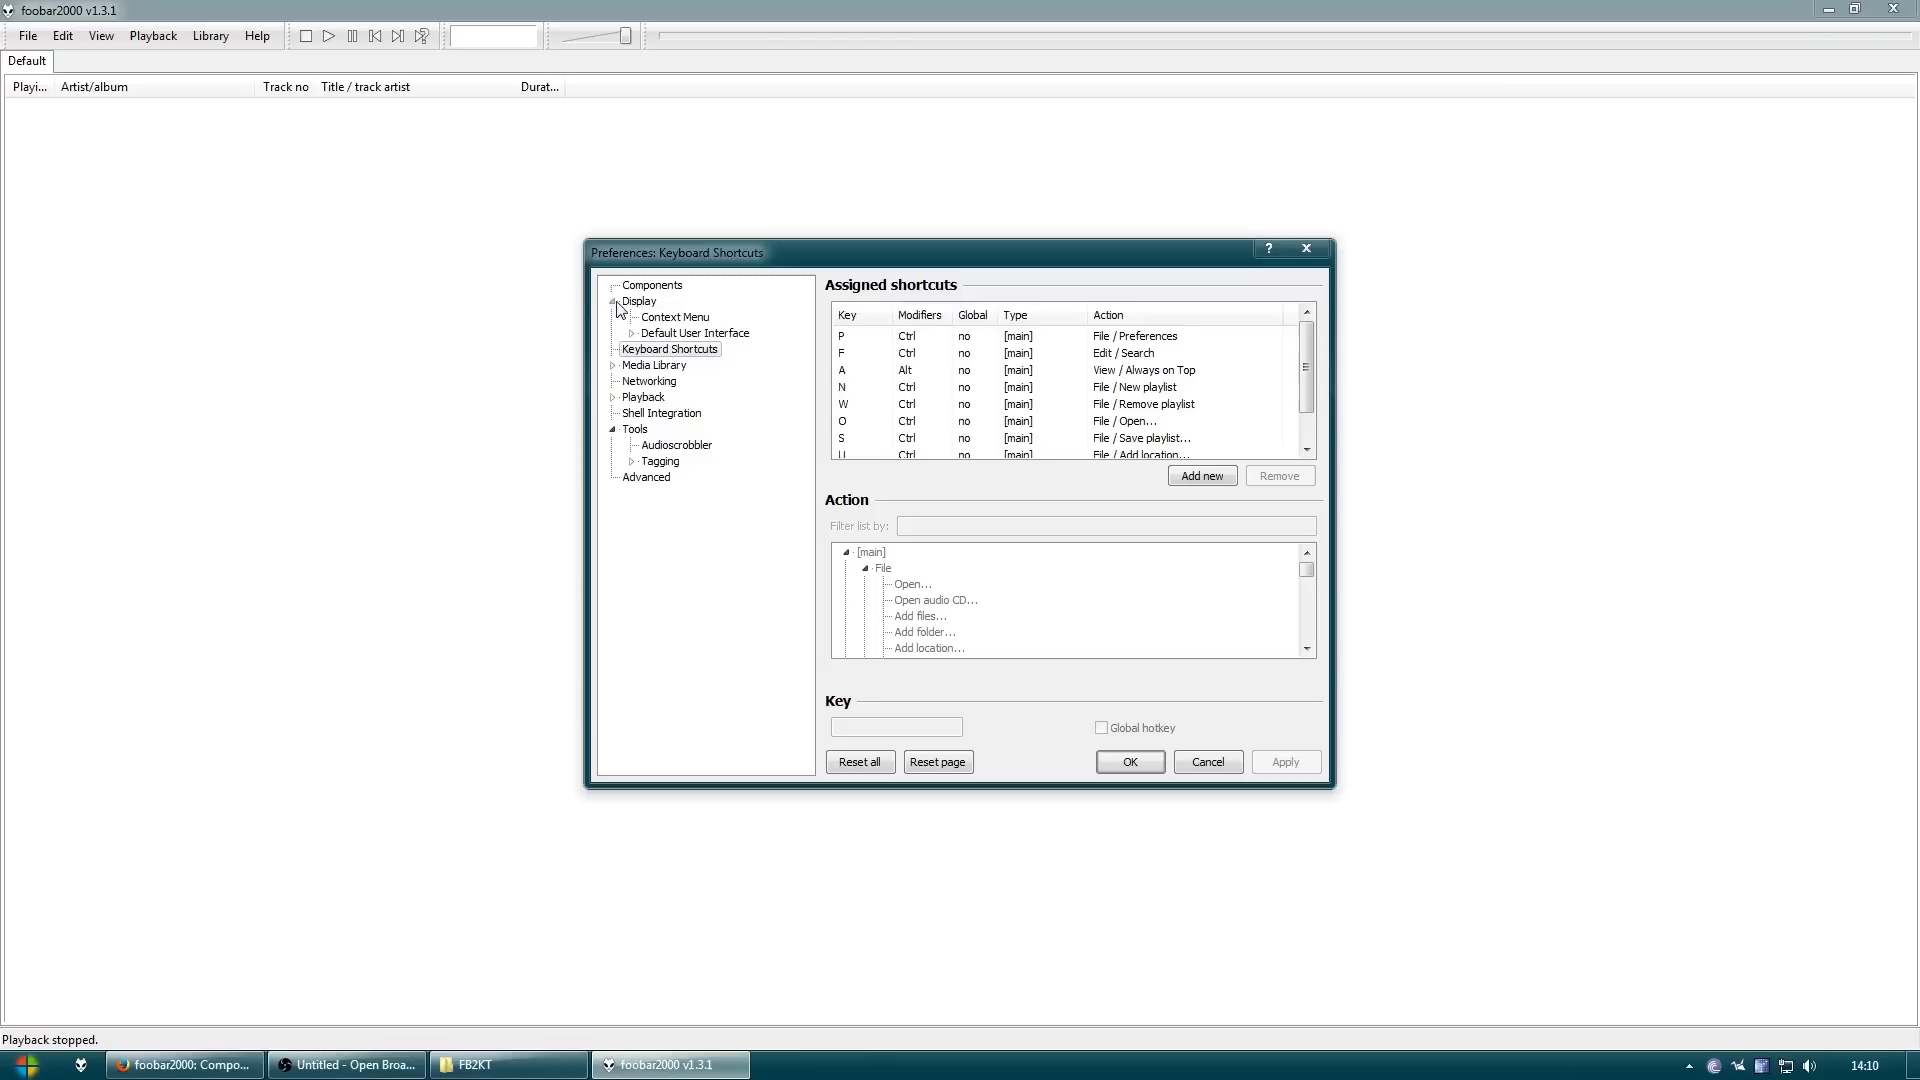 foobar2000 v1.3.1
File Edit View Playback Library Help
Default
Playi... Artist/album Track no Title / track artist Durat...
Preferences: Keyboard Shortcuts
Components
Display
Context Menu
Default User Interface
Keyboard Shortcuts
Media Library
Networking
Playback
Shell Integration
Tools
Audioscrobbler
Tagging
Advanced
Assigned shortcuts
Key Modifiers Global Type Action
P Ctrl no [main] File / Preferences
F Ctrl no [main] Edit / Search
A Alt no [main] View / Always on Top
N Ctrl no [main] File / New playlist
W Ctrl no [main] File / Remove playlist
O Ctrl no [main] File / Open...
S Ctrl no [main] File / Save playlist...
U Ctrl no [main] File / Add location...
Add new Remove
Action
Filter list by:
[main]
File
Open...
Open audio CD...
Add files...
Add folder...
Add location...
Key
Global hotkey
Reset all Reset page OK Cancel Apply
Playback stopped.
foobar2000: Compo... Untitled - Open Broa... FB2KT foobar2000 v1.3.1 14:10